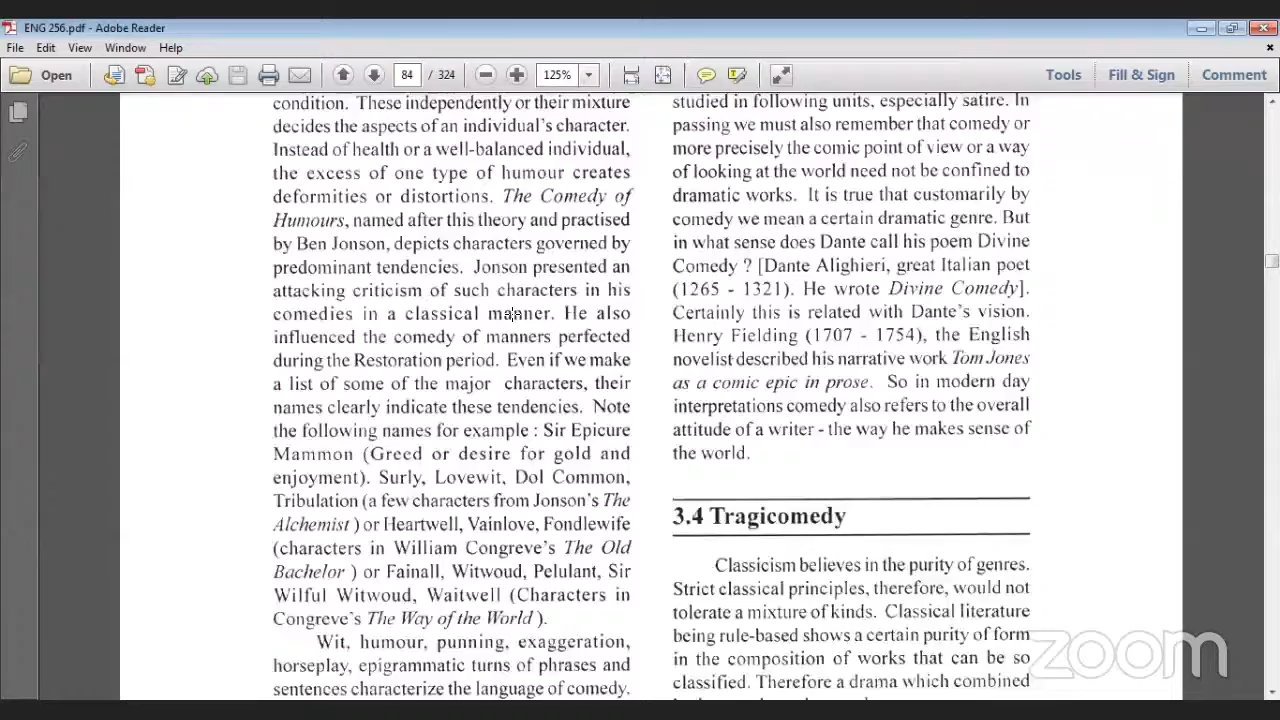 ENG 256.pdf - Adobe Reader
File Edit View Window Help
Open 84 / 324 125% Tools Fill & Sign Comment
condition. These independently or their mixture
decides the aspects of an individual's character.
Instead of health or a well-balanced individual,
the excess of one type of humour creates
deformities or distortions. The Comedy of
Humours, named after this theory and practised
by Ben Jonson, depicts characters governed by
predominant tendencies. Jonson presented an
attacking criticism of such characters in his
comedies in a classical manner. He also
influenced the comedy of manners perfected
during the Restoration period. Even if we make
a list of some of the major characters, their
names clearly indicate these tendencies. Note
the following names for example : Sir Epicure
Mammon (Greed or desire for gold and
enjoyment). Surly, Lovewit, Dol Common,
Tribulation (a few characters from Jonson's The
Alchemist ) or Heartwell, Vainlove, Fondlewife
(characters in William Congreve's The Old
Bachelor ) or Fainall, Witwoud, Pelulant, Sir
Wilful Witwoud, Waitwell (Characters in
Congreve's The Way of the World ).
Wit, humour, punning, exaggeration,
horseplay, epigrammatic turns of phrases and
sentences characterize the language of comedy.
studied in following units, especially satire. In
passing we must also remember that comedy or
more precisely the comic point of view or a way
of looking at the world need not be confined to
dramatic works. It is true that customarily by
comedy we mean a certain dramatic genre. But
in what sense does Dante call his poem Divine
Comedy ? [Dante Alighieri, great Italian poet
(1265 - 1321). He wrote Divine Comedy].
Certainly this is related with Dante's vision.
Henry Fielding (1707 - 1754), the English
novelist described his narrative work Tom Jones
as a comic epic in prose. So in modern day
interpretations comedy also refers to the overall
attitude of a writer - the way he makes sense of
the world.
3.4 Tragicomedy
Classicism believes in the purity of genres.
Strict classical principles, therefore, would not
tolerate a mixture of kinds. Classical literature
being rule-based shows a certain purity of form
in the composition of works that can be so
classified. Therefore a drama which combined
zoom